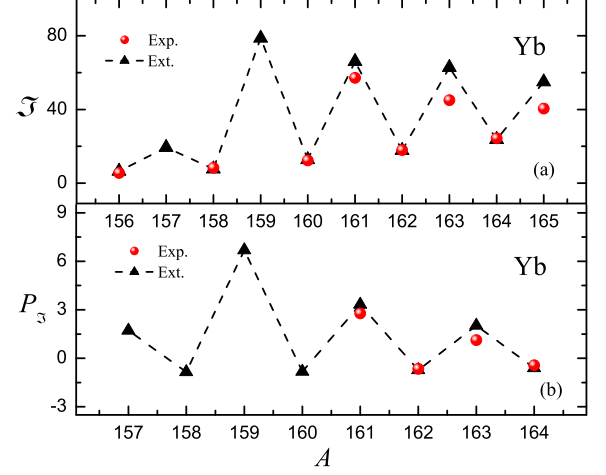 80
Exp.
Ext.
Yb
ℑ
40
(a)
0
156 157 158 159 160 161 162 163 164 165
9
Exp.
Ext.
Yb
6
P_ℑ
3
0
(b)
-3
157 158 159 160 161 162 163 164
A